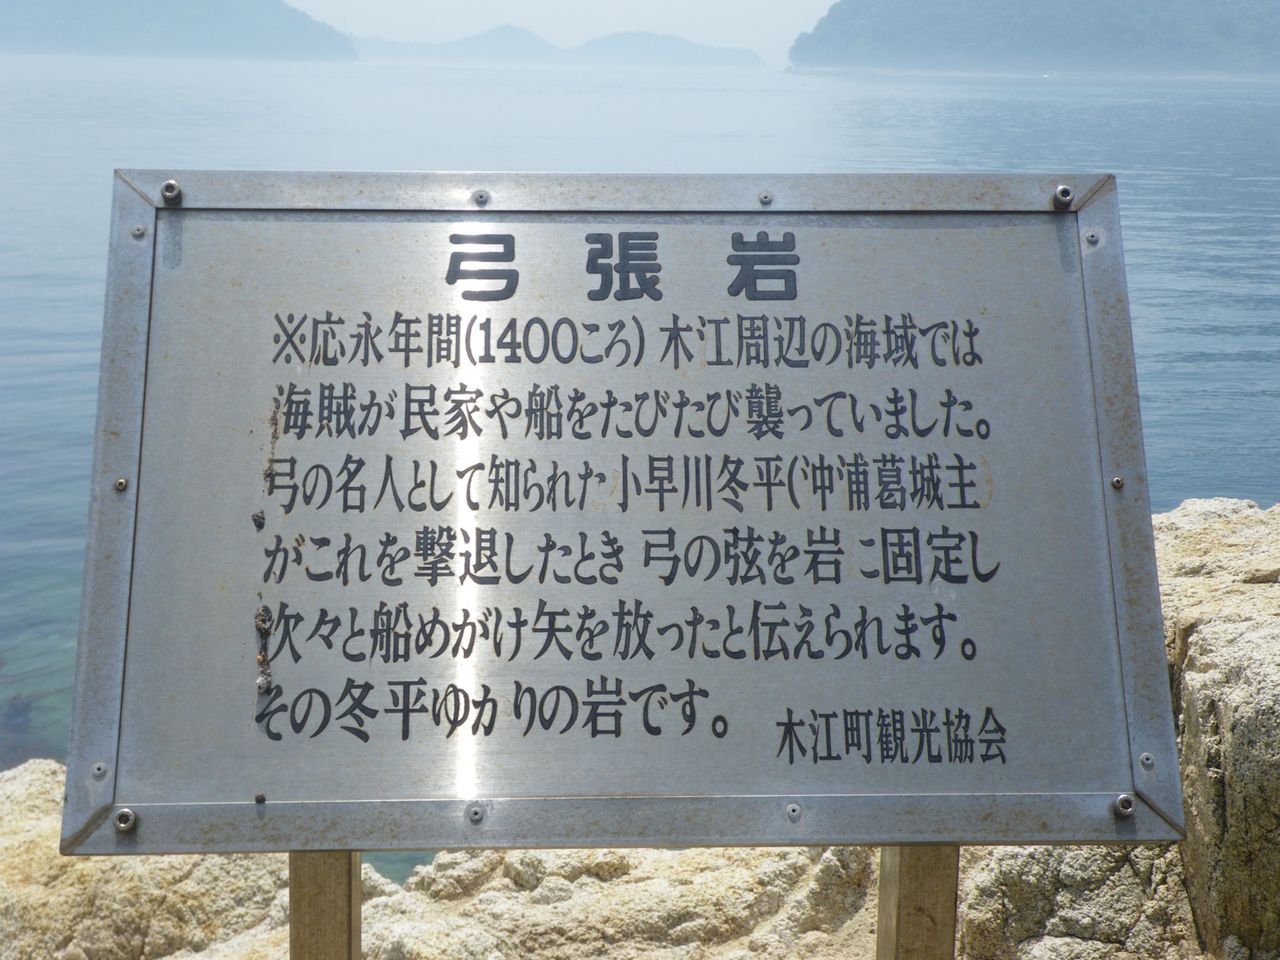 弓張岩
※応永年間(1400ころ)木江周辺の海域では
海賊が民家や船をたびたび襲っていました。
弓の名人として知られた小早川冬平(沖浦葛城主)
がこれを撃退したとき弓の弦を岩に固定し
次々と船めがけ矢を放ったと伝えられます。
その冬平ゆかりの岩です。
木江町観光協会